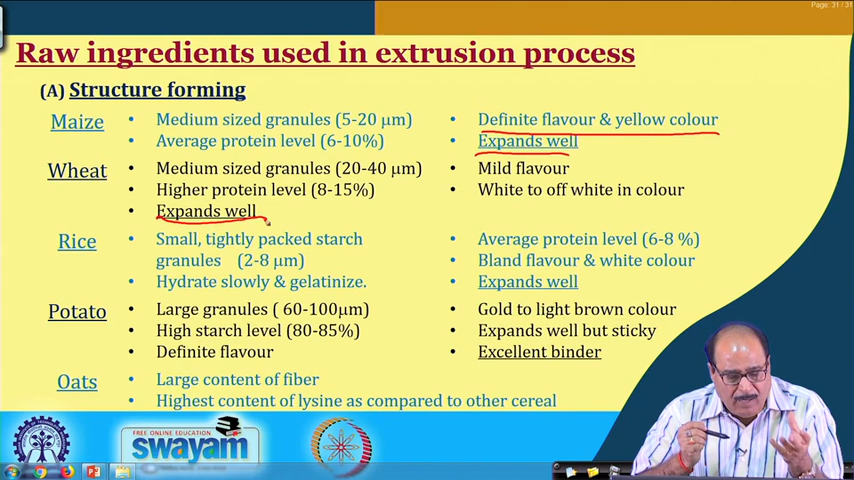 Page: 31 / 31
Raw ingredients used in extrusion process
(A) Structure forming
Maize
• Medium sized granules (5-20 μm)
• Average protein level (6-10%)
• Definite flavour & yellow colour
• Expands well
Wheat
• Medium sized granules (20-40 μm)
• Higher protein level (8-15%)
• Expands well
• Mild flavour
• White to off white in colour
Rice
• Small, tightly packed starch
granules (2-8 μm)
• Hydrate slowly & gelatinize.
• Average protein level (6-8 %)
• Bland flavour & white colour
• Expands well
Potato
• Large granules ( 60-100μm)
• High starch level (80-85%)
• Definite flavour
• Gold to light brown colour
• Expands well but sticky
• Excellent binder
Oats
• Large content of fiber
• Highest content of lysine as compared to other cereal
FREE ONLINE EDUCATION
swayam